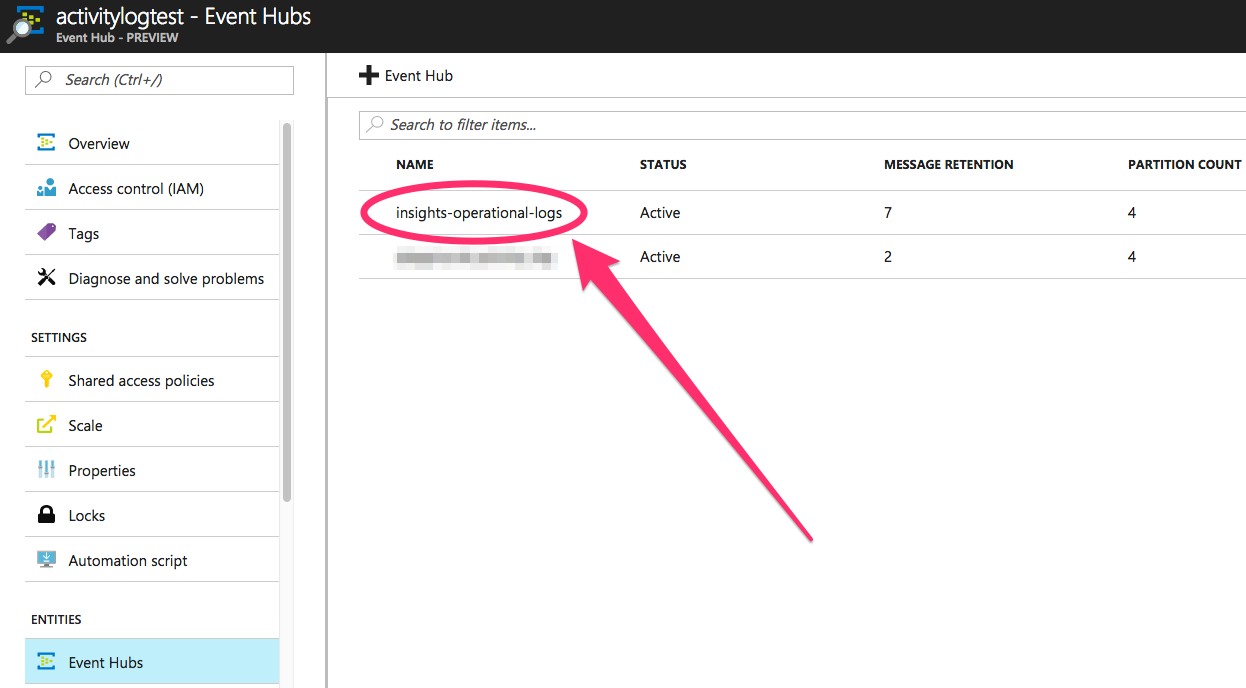 activitylogtest - Event Hubs
Event Hub - PREVIEW
Search (Ctrl+/)
Overview
Access control (IAM)
Tags
Diagnose and solve problems
SETTINGS
Shared access policies
Scale
Properties
Locks
Automation script
ENTITIES
Event Hubs
Event Hub
Search to filter items...
NAME STATUS MESSAGE RETENTION PARTITION COUNT
insights-operational-logs Active 7 4
Active 2 4